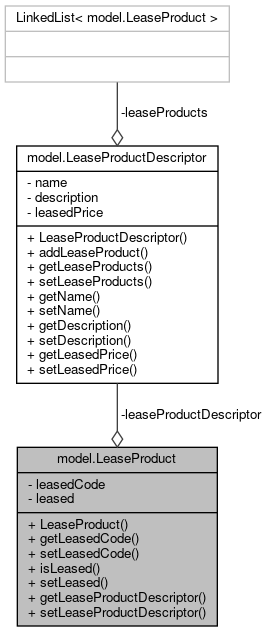 LinkedList< model.LeaseProduct >
-leaseProducts
model.LeaseProductDescriptor
- name
- description
- leasedPrice
+ LeaseProductDescriptor()
+ addLeaseProduct()
+ getLeaseProducts()
+ setLeaseProducts()
+ getName()
+ setName()
+ getDescription()
+ setDescription()
+ getLeasedPrice()
+ setLeasedPrice()
-leaseProductDescriptor
model.LeaseProduct
- leasedCode
- leased
+ LeaseProduct()
+ getLeasedCode()
+ setLeasedCode()
+ isLeased()
+ setLeased()
+ getLeaseProductDescriptor()
+ setLeaseProductDescriptor()